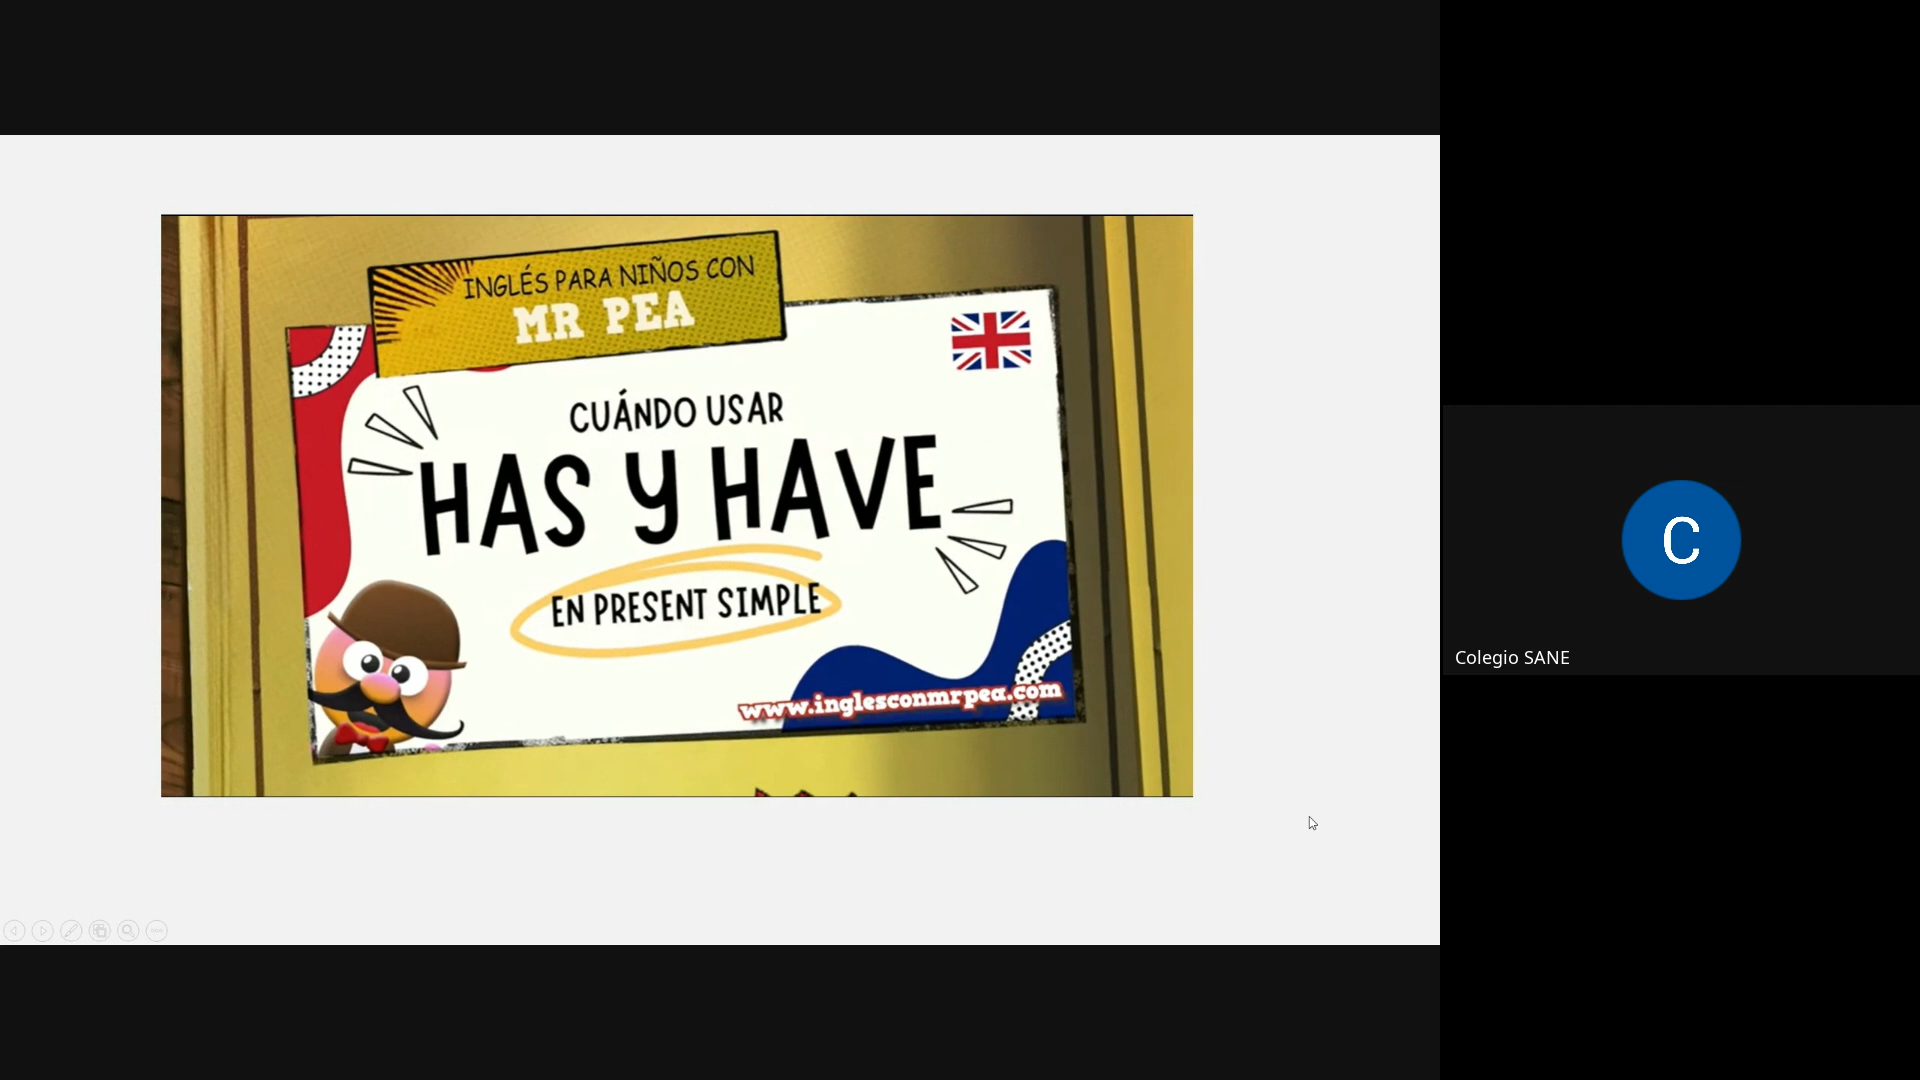 INGLÉS PARA NIÑOS CON
MR PEA
CUÁNDO USAR
HAS Y HAVE
EN PRESENT SIMPLE
www.inglesconmrpea.com
C
Colegio SANE